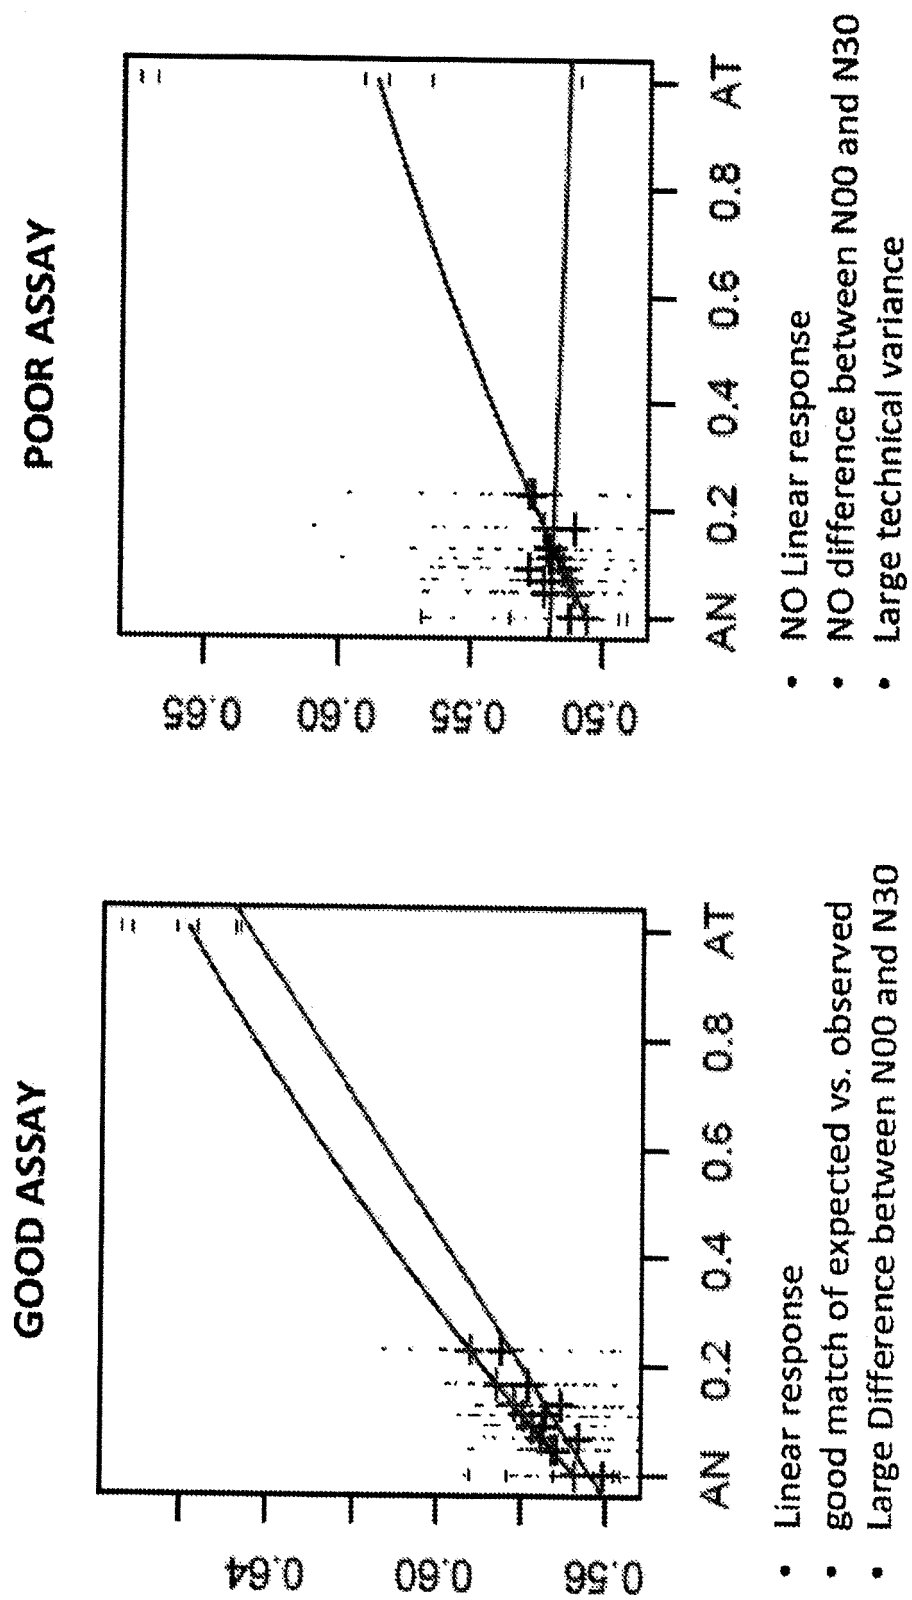 GOOD ASSAY
0.64
0.60
0.56
AN 0.2 0.4 0.6 0.8 AT
• Linear response
• good match of expected vs. observed
• Large Difference between N00 and N30
POOR ASSAY
0.65
0.60
0.55
0.50
AN 0.2 0.4 0.6 0.8 AT
• NO Linear response
• NO difference between N00 and N30
• Large technical variance